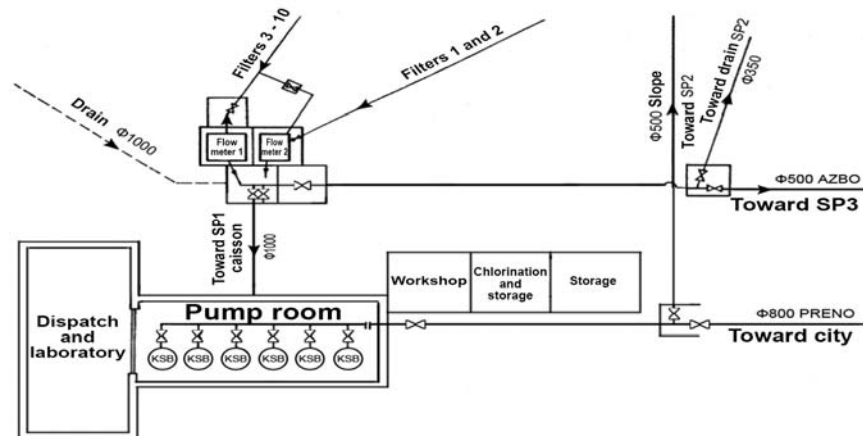 Filters 3 - 10
Filters 1 and 2
Drain Φ1000
Flow
meter 1
Flow
meter 2
Φ500 Slope
Toward SP2
Toward drain SP2
Φ350
Φ500 AZBO
Toward SP3
Toward SP1
caisson
Φ1000
Workshop
Chlorination
and
storage
Storage
Dispatch
and
laboratory
Pump room
KSB
KSB
KSB
KSB
KSB
KSB
Φ800 PRENO
Toward city